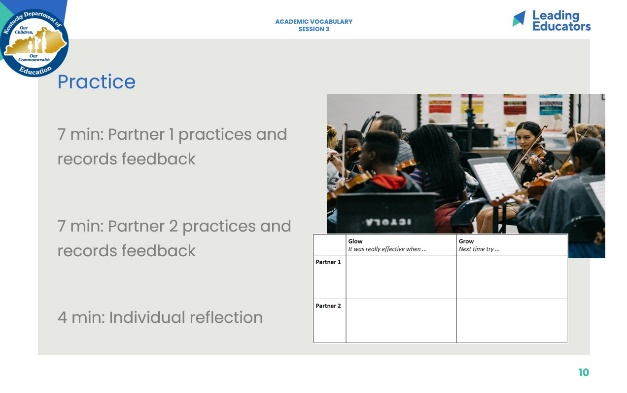 Kentucky Department of
Education
Our
Children,
Our
Commonwealth
ACADEMIC VOCABULARY
SESSION 3
Leading
Educators
Practice
7 min: Partner 1 practices and
records feedback
7 min: Partner 2 practices and
records feedback
4 min: Individual reflection
Glow
It was really effective when ...
Grow
Next time try ...
Partner 1
Partner 2
10